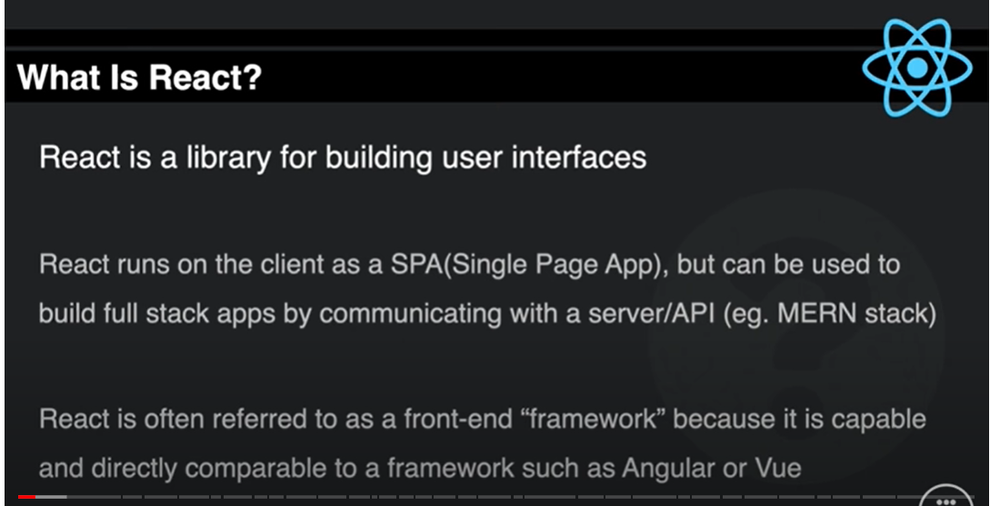 What Is React?
React is a library for building user interfaces
React runs on the client as a SPA(Single Page App), but can be used to
build full stack apps by communicating with a server/API (eg. MERN stack)
React is often referred to as a front-end “framework” because it is capable
and directly comparable to a framework such as Angular or Vue